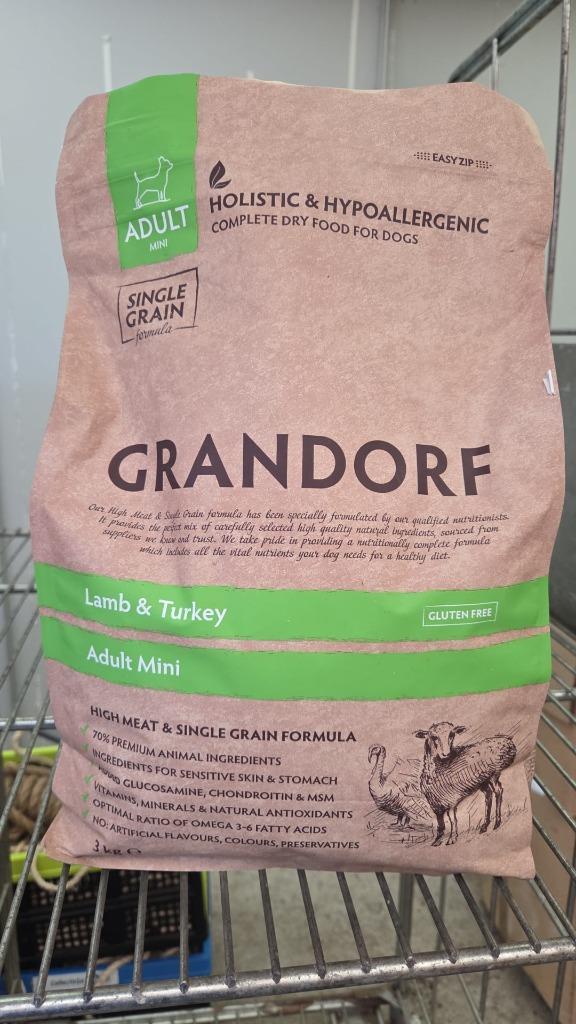 EASY ZIP
HOLISTIC & HYPOALLERGENIC
COMPLETE DRY FOOD FOR DOGS
ADULT
MINI
SINGLE
GRAIN
formula
GRANDORF
Our High Meat & Single Grain formula has been specially formulated by our qualified nutritionists.
It provides the perfect mix of carefully selected high quality natural ingredients, sourced from
suppliers we know and trust. We take pride in providing a nutritionally complete formula
which includes all the vital nutrients your dog needs for a healthy diet.
Lamb & Turkey
GLUTEN FREE
Adult Mini
HIGH MEAT & SINGLE GRAIN FORMULA
70% PREMIUM ANIMAL INGREDIENTS
INGREDIENTS FOR SENSITIVE SKIN & STOMACH
ADDED GLUCOSAMINE, CHONDROITIN & MSM
VITAMINS, MINERALS & NATURAL ANTIOXIDANTS
OPTIMAL RATIO OF OMEGA 3-6 FATTY ACIDS
NO: ARTIFICIAL FLAVOURS, COLOURS, PRESERVATIVES
3 kg e